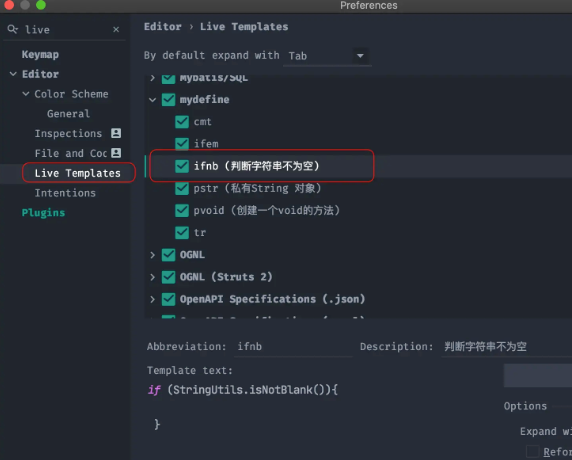 Preferences
live
Keymap
Editor
Color Scheme
General
Inspections
File and Coc
Live Templates
Intentions
Plugins
Editor › Live Templates
By default expand with Tab
Mybatis/SQL
mydefine
cmt
ifem
ifnb (判断字符串不为空)
pstr (私有String 对象)
pvoid (创建一个void的方法)
tr
OGNL
OGNL (Struts 2)
OpenAPI Specifications (.json)
Abbreviation: ifnb Description: 判断字符串不为空
Template text:
if (StringUtils.isNotBlank()){
}
Options
Expand wi
Refor